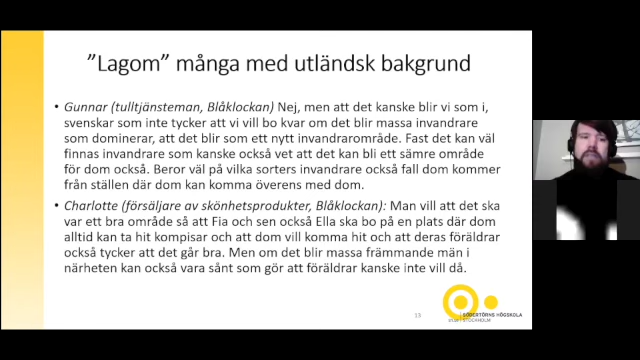 ”Lagom” många med utländsk bakgrund
• Gunnar (tulltjänsteman, Blåklockan) Nej, men att det kanske blir vi som i,
svenskar som inte tycker att vi vill bo kvar om det blir massa invandrare
som dominerar, att det blir som ett nytt invandrarområde. Fast det kan väl
finnas invandrare som kanske också vet att det kan bli ett sämre område
för dom också. Beror väl på vilka sorters invandrare också ifall dom kommer
från ställen där dom kan komma överens med dom.
• Charlotte (försäljare av skönhetsprodukter, Blåklockan): Man vill att det ska
var ett bra område så att Fia och sen också Ella ska bo på en plats där dom
alltid kan ta hit kompisar och att dom vill komma hit och att deras föräldrar
också tycker att det går bra. Men om det blir massa främmande män i
närheten kan också vara sånt som gör att föräldrar kanske inte vill då.
13
SÖDERTÖRNS HÖGSKOLA
STOCKHOLM